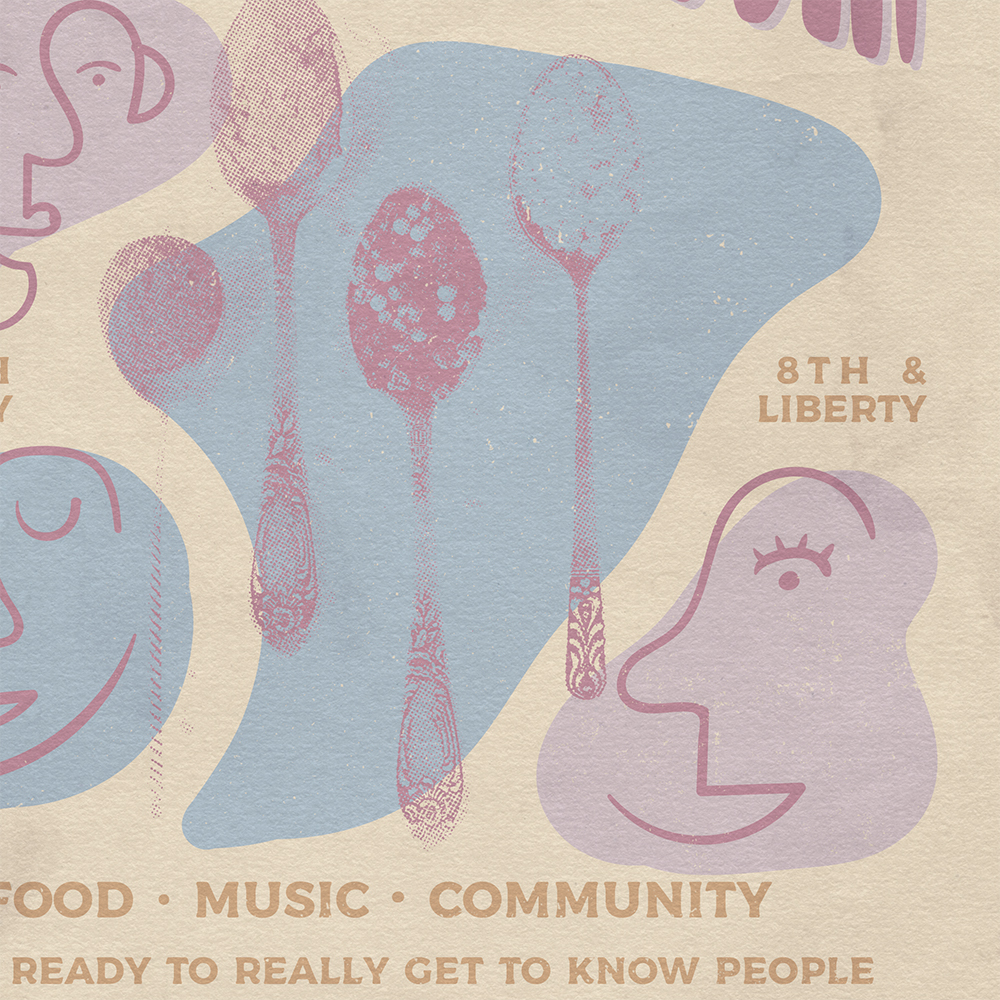 8TH &
LIBERTY
FOOD • MUSIC • COMMUNITY
READY TO REALLY GET TO KNOW PEOPLE